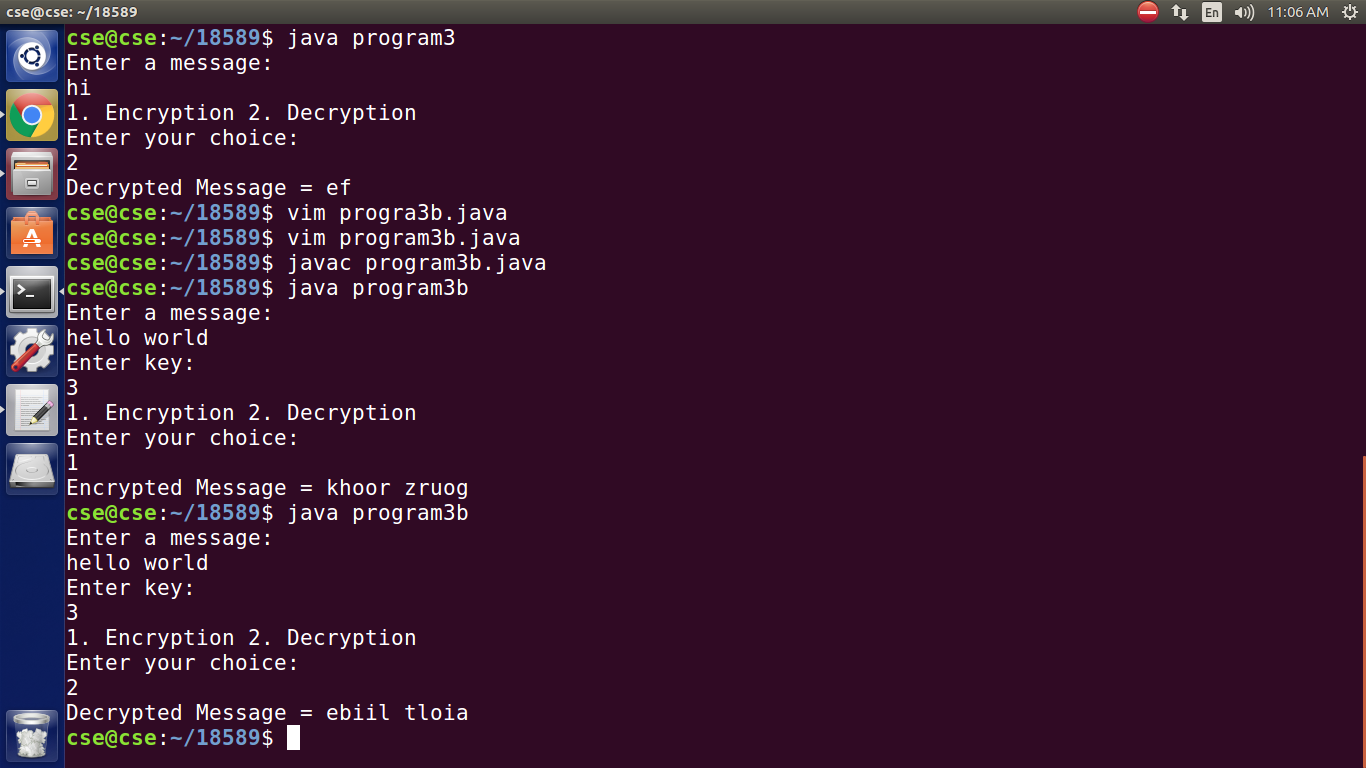 cse@cse: ~/18589
En
11:06 AM
cse@cse:~/18589$ java program3
Enter a message:
hi
1. Encryption 2. Decryption
Enter your choice:
2
Decrypted Message = ef
cse@cse:~/18589$ vim progra3b.java
cse@cse:~/18589$ vim program3b.java
cse@cse:~/18589$ javac program3b.java
cse@cse:~/18589$ java program3b
Enter a message:
hello world
Enter key:
3
1. Encryption 2. Decryption
Enter your choice:
1
Encrypted Message = khoor zruog
cse@cse:~/18589$ java program3b
Enter a message:
hello world
Enter key:
3
1. Encryption 2. Decryption
Enter your choice:
2
Decrypted Message = ebiil tloia
cse@cse:~/18589$